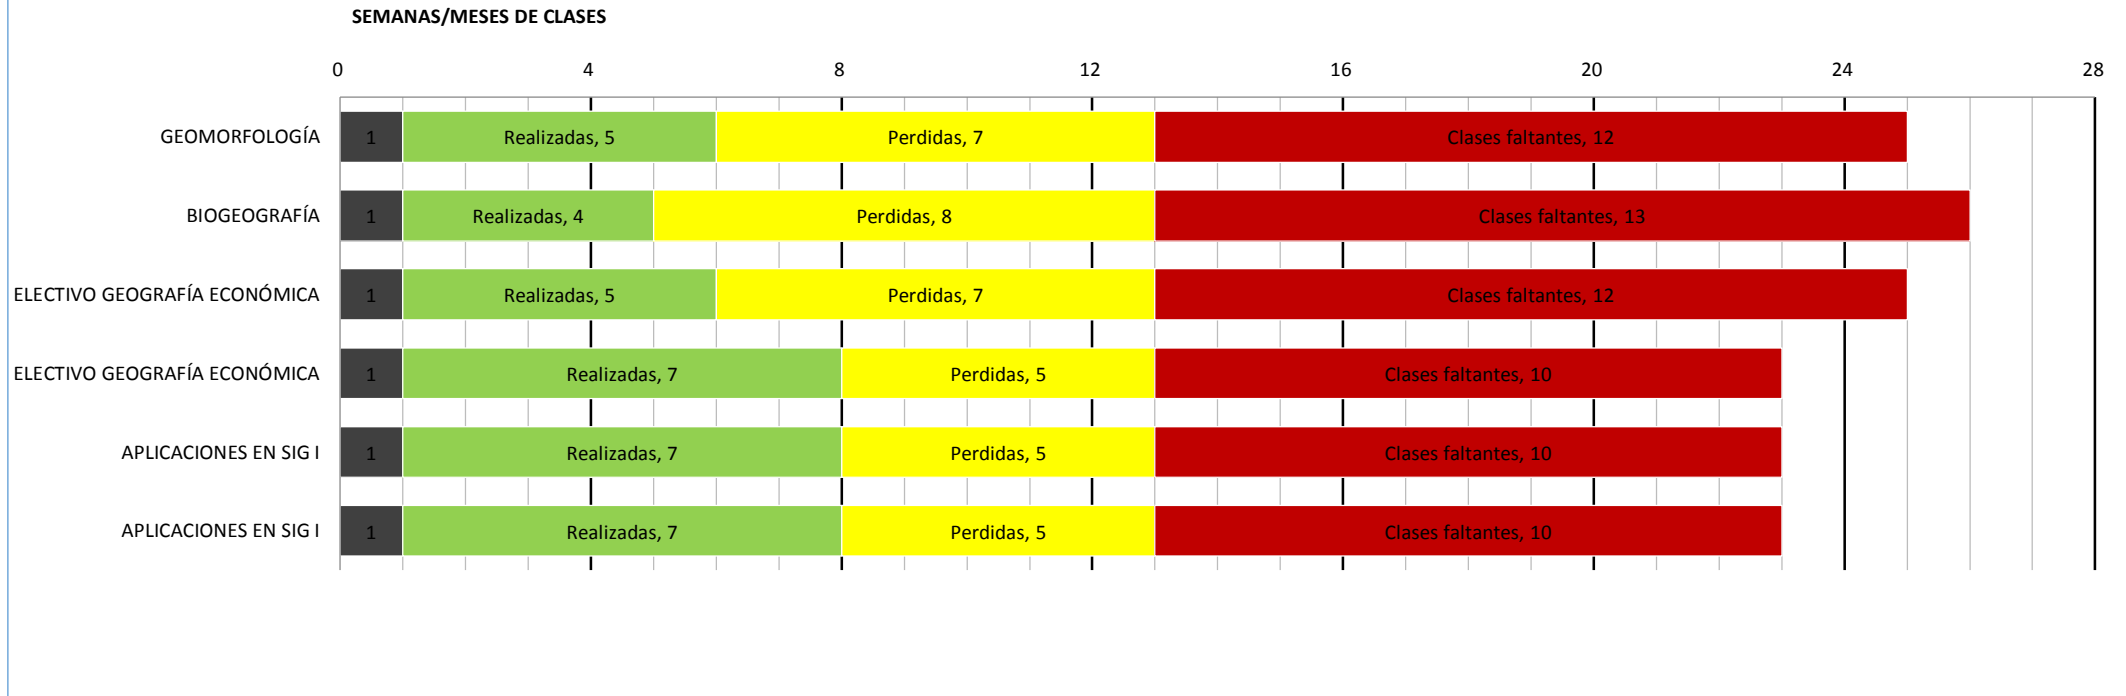 SEMANAS/MESES DE CLASES
0 4 8 12 16 20 24 28
GEOMORFOLOGÍA 1 Realizadas, 5 Perdidas, 7 Clases faltantes, 12
BIOGEOGRAFÍA 1 Realizadas, 4 Perdidas, 8 Clases faltantes, 13
ELECTIVO GEOGRAFÍA ECONÓMICA 1 Realizadas, 5 Perdidas, 7 Clases faltantes, 12
ELECTIVO GEOGRAFÍA ECONÓMICA 1 Realizadas, 7 Perdidas, 5 Clases faltantes, 10
APLICACIONES EN SIG I 1 Realizadas, 7 Perdidas, 5 Clases faltantes, 10
APLICACIONES EN SIG I 1 Realizadas, 7 Perdidas, 5 Clases faltantes, 10